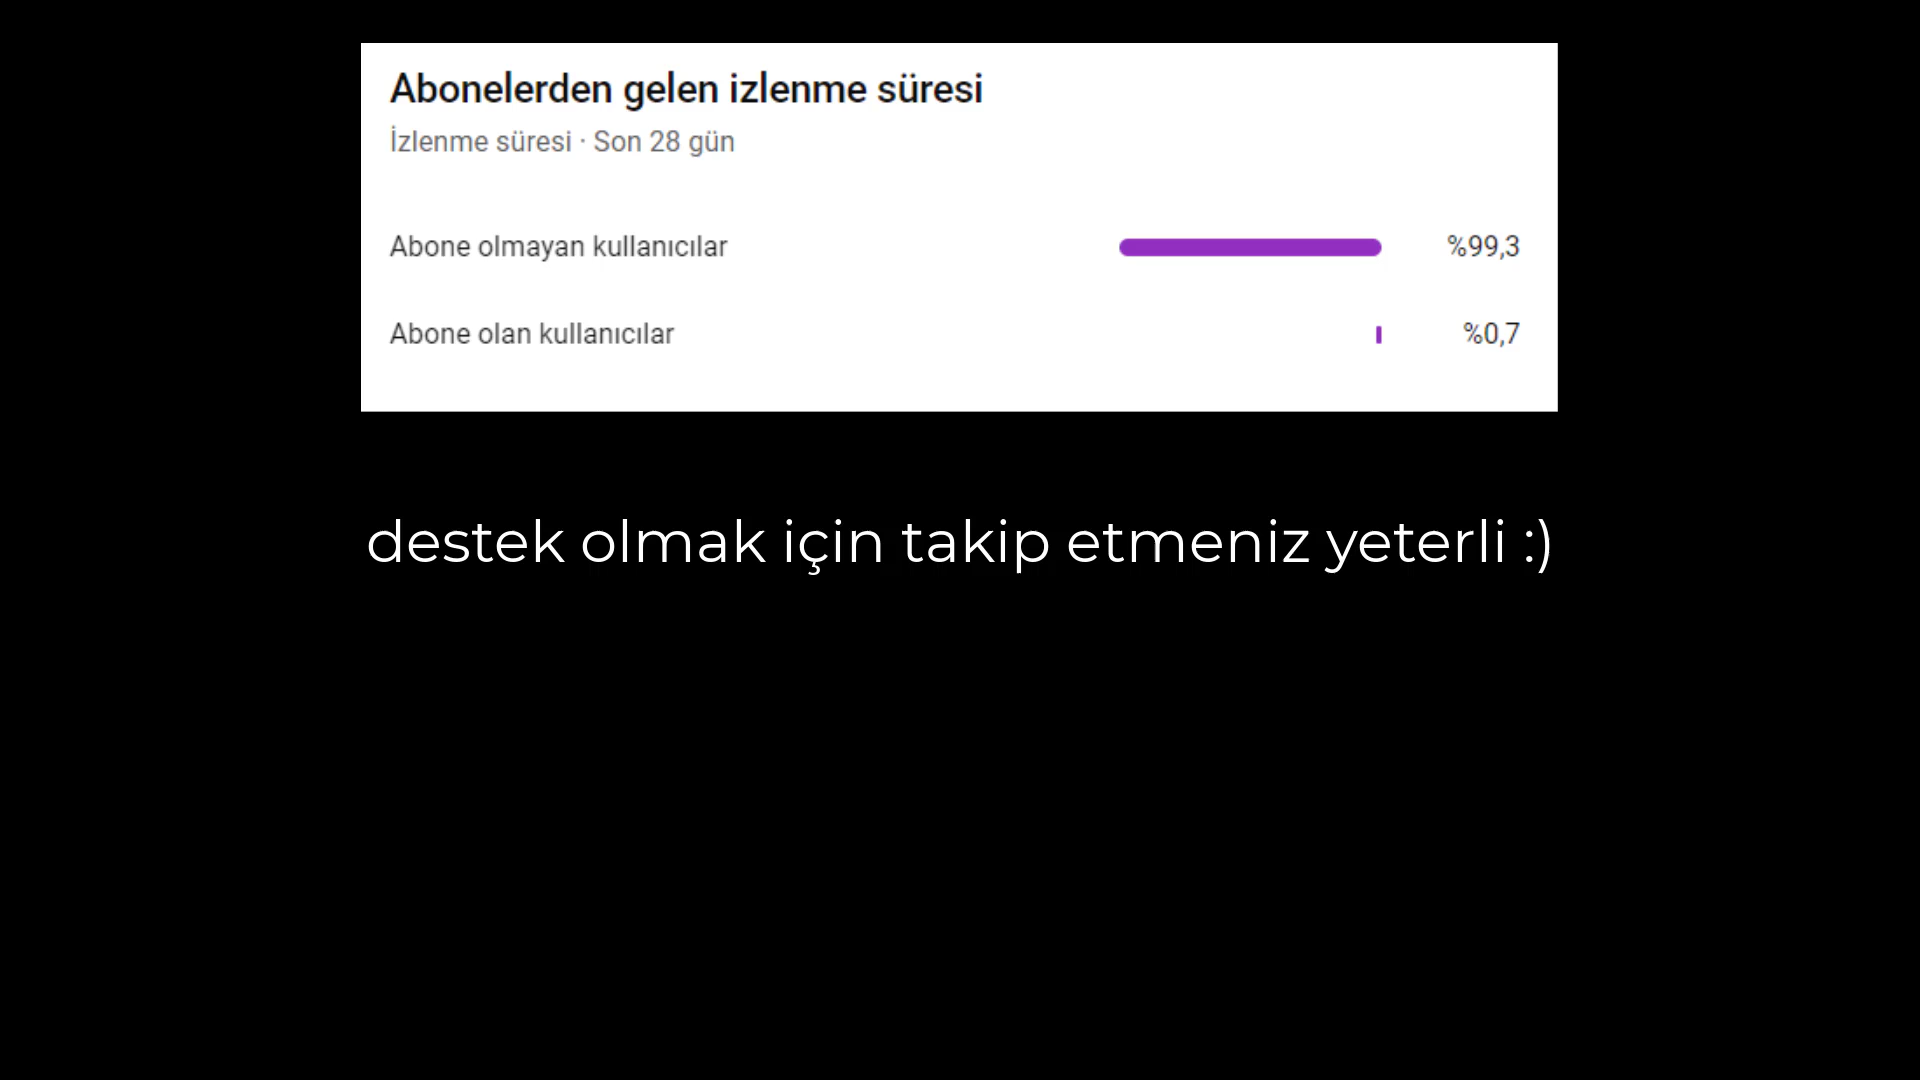 Abonelerden gelen izlenme süresi
İzlenme süresi · Son 28 gün
Abone olmayan kullanıcılar %99,3
Abone olan kullanıcılar %0,7
destek olmak için takip etmeniz yeterli :)